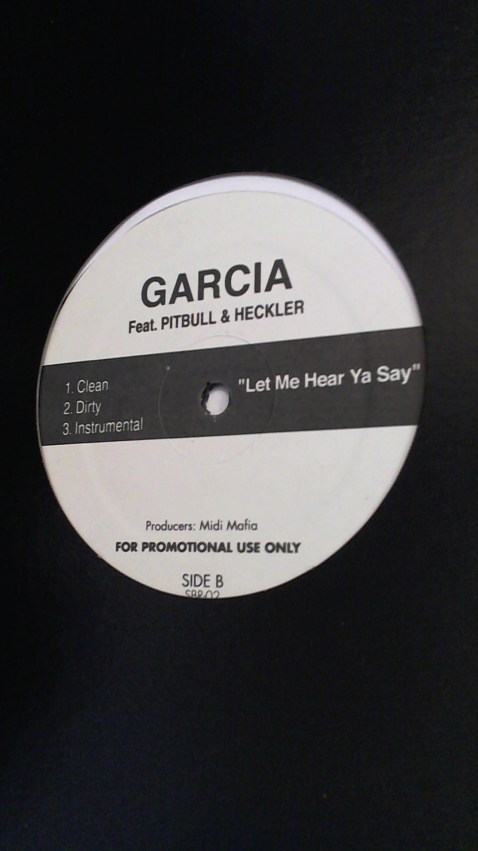 GARCIA
Feat. PITBULL & HECKLER
1. Clean
2. Dirty
3. Instrumental
"Let Me Hear Ya Say"
Producers: Midi Mafia
FOR PROMOTIONAL USE ONLY
SIDE B